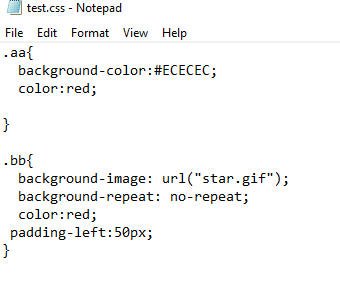 test.css - Notepad
File Edit Format View Help
.aa{
  background-color:#ECECEC;
  color:red;

}

.bb{
  background-image: url("star.gif");
  background-repeat: no-repeat;
  color:red;
 padding-left:50px;
}